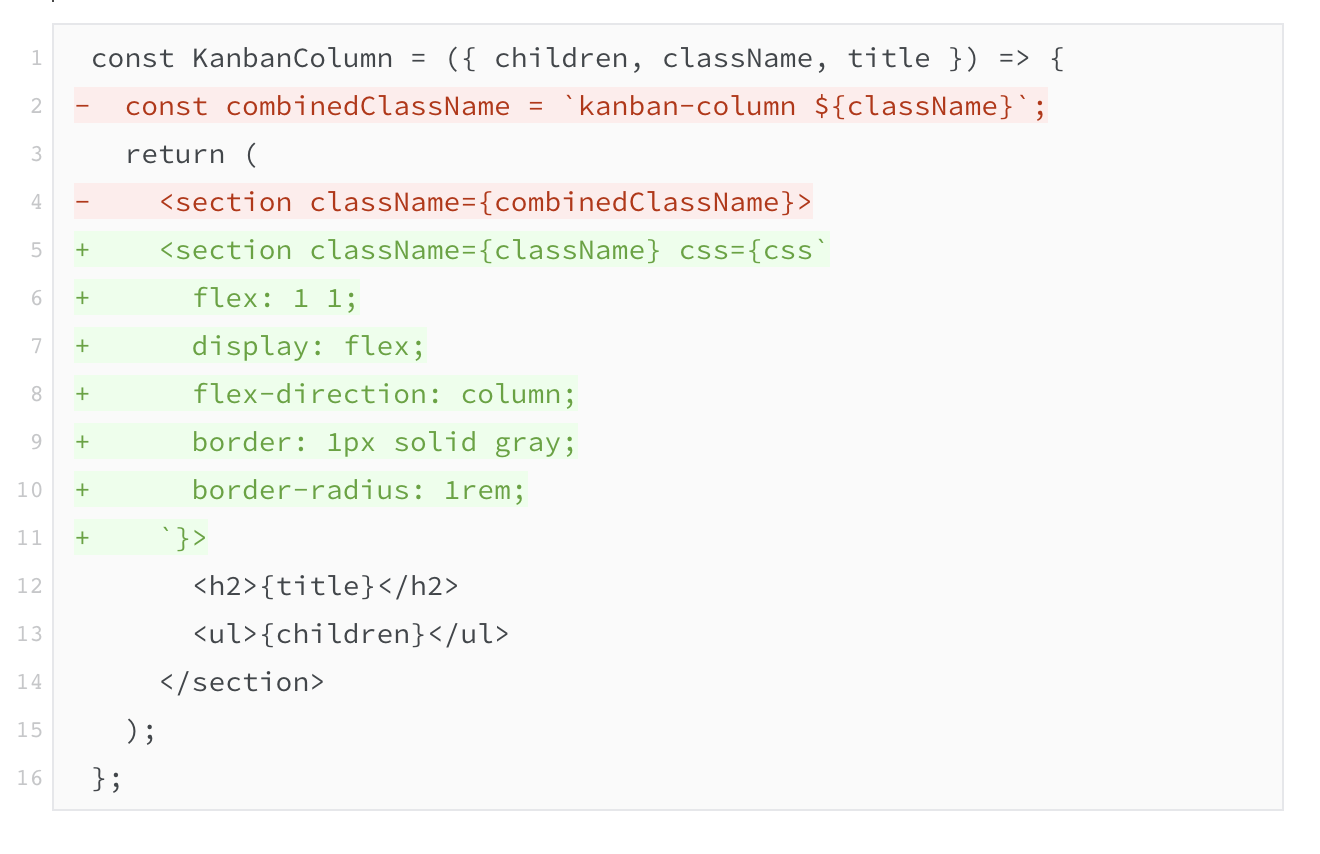 1 const KanbanColumn = ({ children, className, title }) => {
2 -  const combinedClassName = `kanban-column ${className}`;
3   return (
4 -    <section className={combinedClassName}>
5 +    <section className={className} css={css`
6 +      flex: 1 1;
7 +      display: flex;
8 +      flex-direction: column;
9 +      border: 1px solid gray;
10 +      border-radius: 1rem;
11 +    `}>
12       <h2>{title}</h2>
13       <ul>{children}</ul>
14     </section>
15   );
16 };